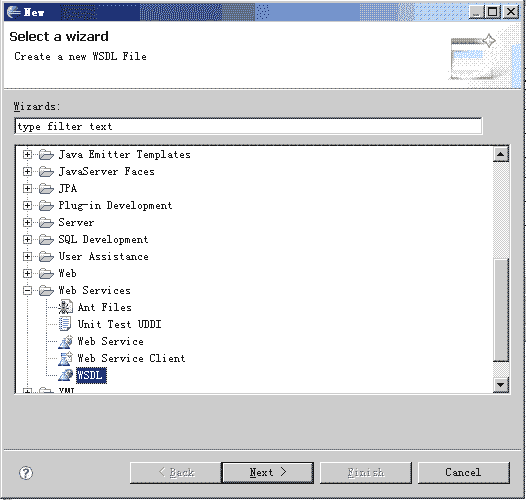 New
Select a wizard
Create a new WSDL File
Wizards:
type filter text
Java Emitter Templates
JavaServer Faces
JPA
Plug-in Development
Server
SQL Development
User Assistance
Web
Web Services
Ant Files
Unit Test UDDI
Web Service
Web Service Client
WSDL
XML
< Back Next > Finish Cancel